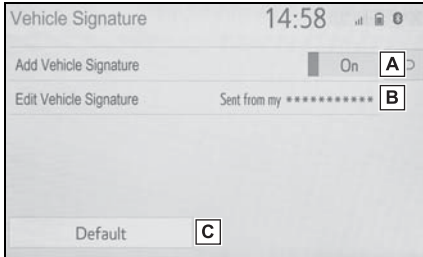 Vehicle Signature 14:58
Add Vehicle Signature On A
Edit Vehicle Signature Sent from my *********** B
Default C